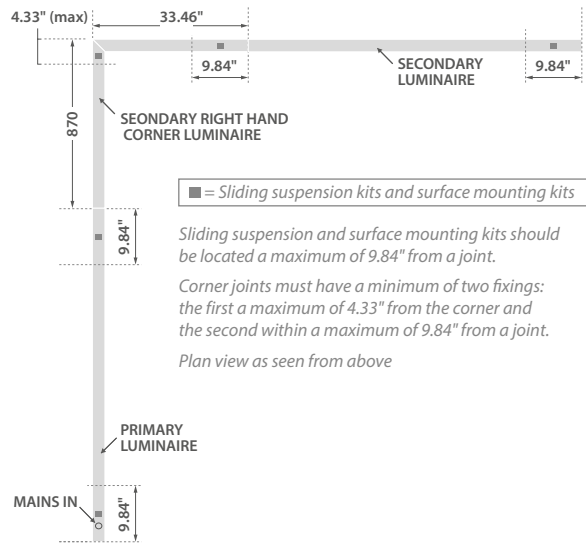 4.33" (max)
33.46"
9.84"
9.84"
SECONDARY
LUMINAIRE
870
SEONDARY RIGHT HAND
CORNER LUMINAIRE
= Sliding suspension kits and surface mounting kits
9.84"
Sliding suspension and surface mounting kits should
be located a maximum of 9.84" from a joint.
Corner joints must have a minimum of two fixings:
the first a maximum of 4.33" from the corner and
the second within a maximum of 9.84" from a joint.
Plan view as seen from above
PRIMARY
LUMINAIRE
MAINS IN
9.84"